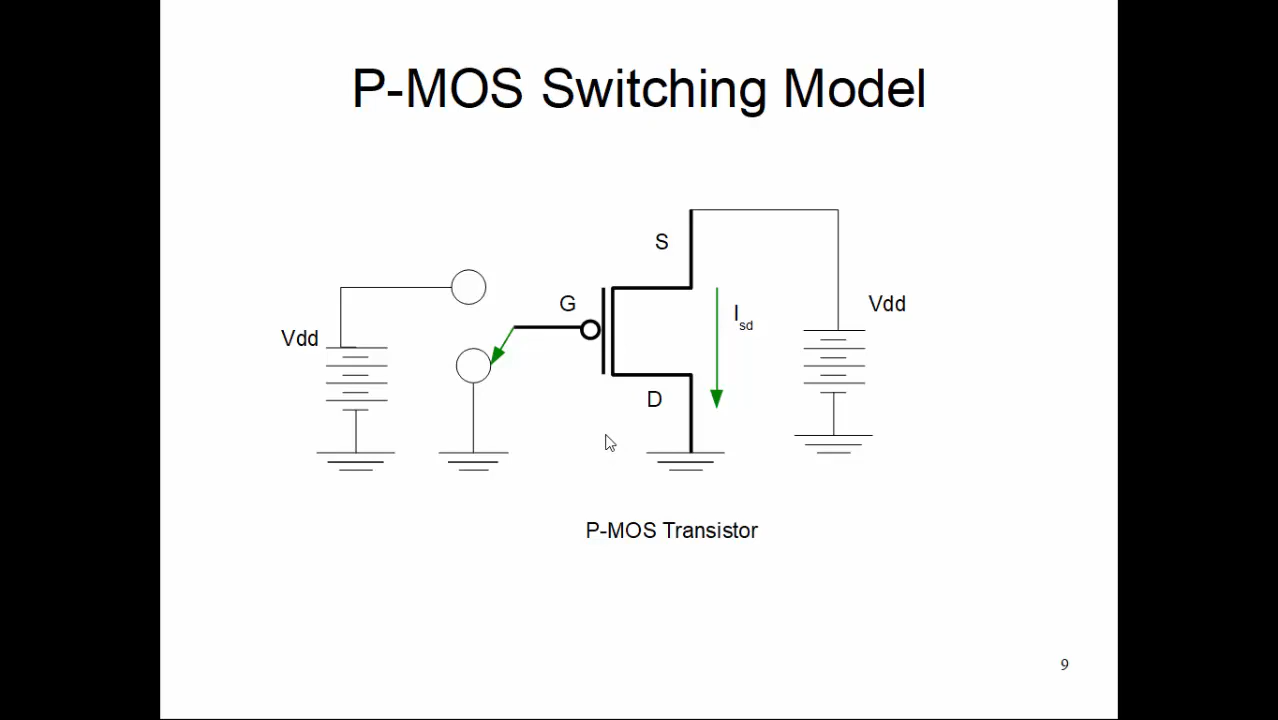 P-MOS Switching Model
S
G
Isd
Vdd
Vdd
D
P-MOS Transistor
9